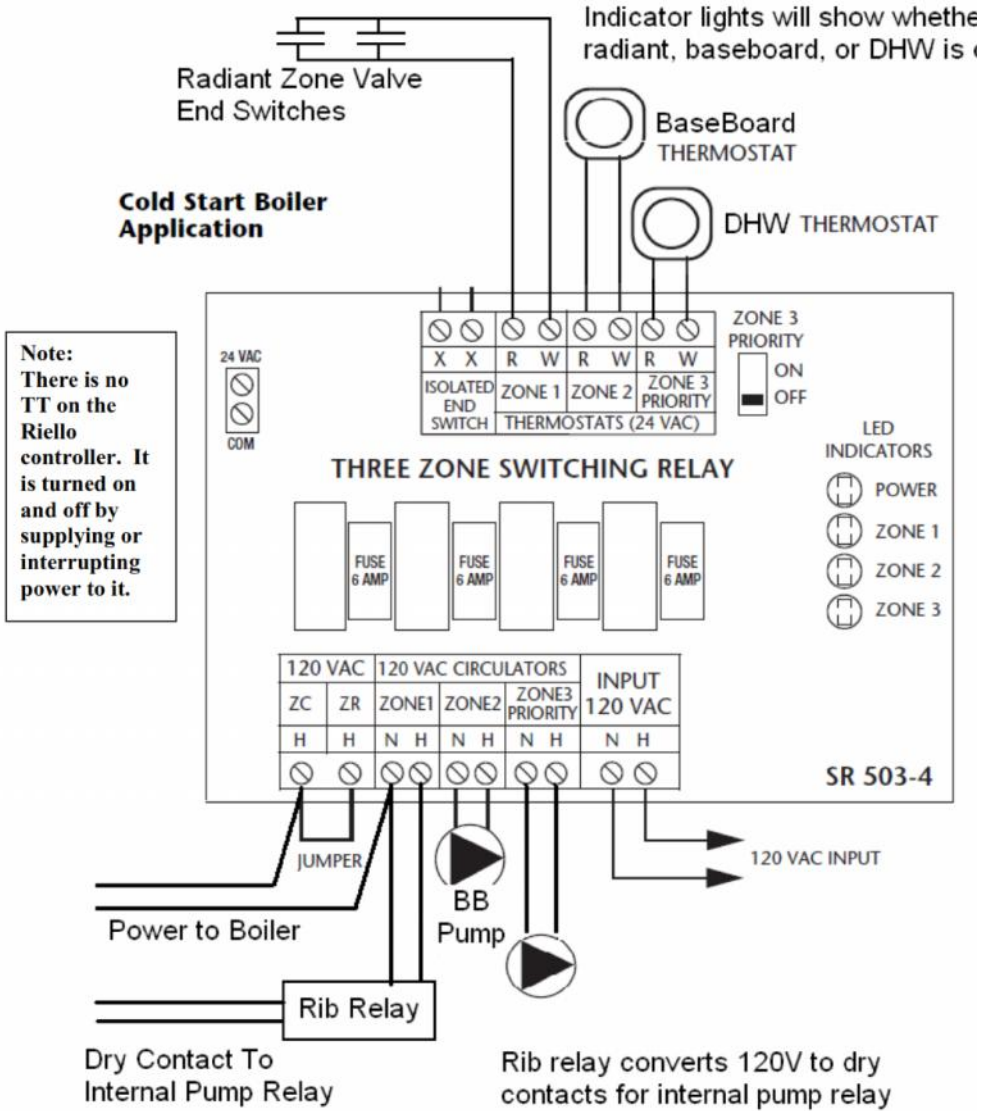 Indicator lights will show whethe
radiant, baseboard, or DHW is
Radiant Zone Valve
End Switches
BaseBoard
THERMOSTAT
Cold Start Boiler
Application
DHW THERMOSTAT
Note:
There is no
TT on the
Riello
controller. It
is turned on
and off by
supplying or
interrupting
power to it.
24 VAC
COM
X X R W R W R W
ISOLATED
END
SWITCH
ZONE 1 ZONE 2 ZONE 3
PRIORITY
THERMOSTATS (24 VAC)
ZONE 3
PRIORITY
ON
OFF
LED
INDICATORS
POWER
ZONE 1
ZONE 2
ZONE 3
THREE ZONE SWITCHING RELAY
FUSE
6 AMP
FUSE
6 AMP
FUSE
6 AMP
FUSE
6 AMP
120 VAC 120 VAC CIRCULATORS
INPUT
120 VAC
ZC ZR ZONE1 ZONE2 ZONE3
PRIORITY
H H N H N H N H N H
SR 503-4
JUMPER
120 VAC INPUT
Power to Boiler
BB
Pump
Rib Relay
Dry Contact To
Internal Pump Relay
Rib relay converts 120V to dry
contacts for internal pump relay